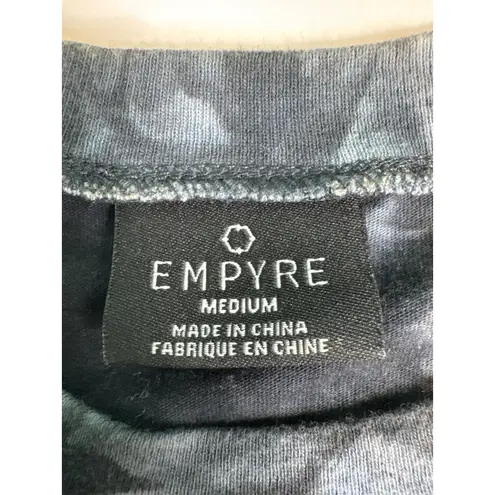 EMPYRE
MEDIUM
MADE IN CHINA
FABRIQUE EN CHINE